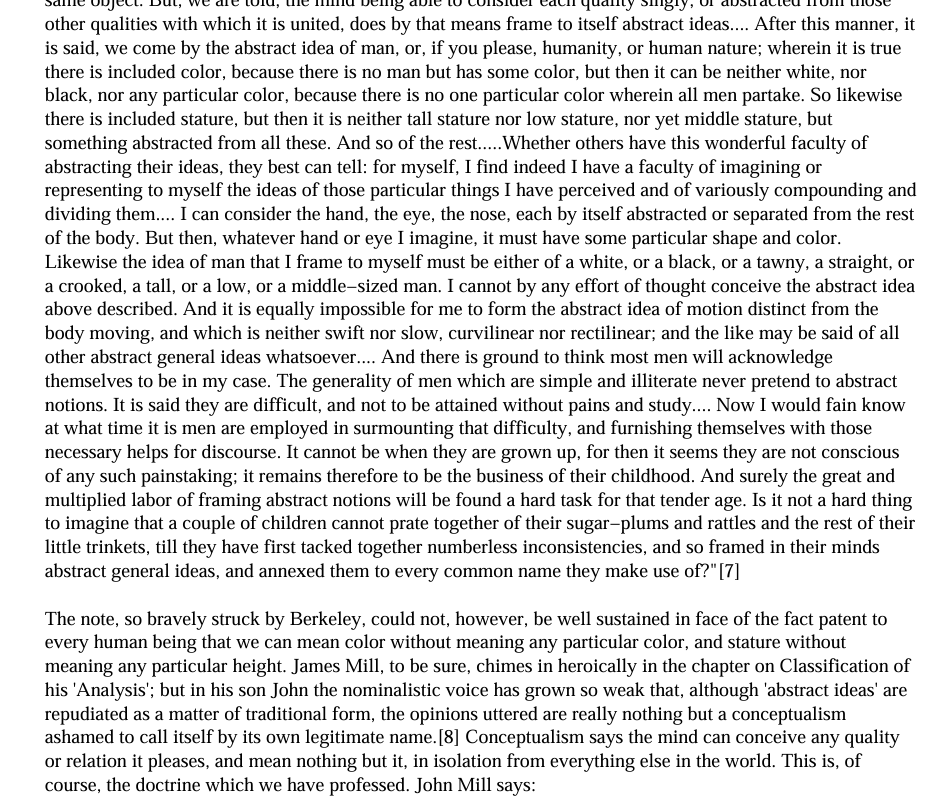 same object. But, we are told, the mind being able to consider each quality singly, or abstracted from those
other qualities with which it is united, does by that means frame to itself abstract ideas.... After this manner, it
is said, we come by the abstract idea of man, or, if you please, humanity, or human nature; wherein it is true
there is included color, because there is no man but has some color, but then it can be neither white, nor
black, nor any particular color, because there is no one particular color wherein all men partake. So likewise
there is included stature, but then it is neither tall stature nor low stature, nor yet middle stature, but
something abstracted from all these. And so of the rest.....Whether others have this wonderful faculty of
abstracting their ideas, they best can tell: for myself, I find indeed I have a faculty of imagining or
representing to myself the ideas of those particular things I have perceived and of variously compounding and
dividing them.... I can consider the hand, the eye, the nose, each by itself abstracted or separated from the rest
of the body. But then, whatever hand or eye I imagine, it must have some particular shape and color.
Likewise the idea of man that I frame to myself must be either of a white, or a black, or a tawny, a straight, or
a crooked, a tall, or a low, or a middle−sized man. I cannot by any effort of thought conceive the abstract idea
above described. And it is equally impossible for me to form the abstract idea of motion distinct from the
body moving, and which is neither swift nor slow, curvilinear nor rectilinear; and the like may be said of all
other abstract general ideas whatsoever.... And there is ground to think most men will acknowledge
themselves to be in my case. The generality of men which are simple and illiterate never pretend to abstract
notions. It is said they are difficult, and not to be attained without pains and study.... Now I would fain know
at what time it is men are employed in surmounting that difficulty, and furnishing themselves with those
necessary helps for discourse. It cannot be when they are grown up, for then it seems they are not conscious
of any such painstaking; it remains therefore to be the business of their childhood. And surely the great and
multiplied labor of framing abstract notions will be found a hard task for that tender age. Is it not a hard thing
to imagine that a couple of children cannot prate together of their sugar−plums and rattles and the rest of their
little trinkets, till they have first tacked together numberless inconsistencies, and so framed in their minds
abstract general ideas, and annexed them to every common name they make use of?"[7]
The note, so bravely struck by Berkeley, could not, however, be well sustained in face of the fact patent to
every human being that we can mean color without meaning any particular color, and stature without
meaning any particular height. James Mill, to be sure, chimes in heroically in the chapter on Classification of
his 'Analysis'; but in his son John the nominalistic voice has grown so weak that, although 'abstract ideas' are
repudiated as a matter of traditional form, the opinions uttered are really nothing but a conceptualism
ashamed to call itself by its own legitimate name.[8] Conceptualism says the mind can conceive any quality
or relation it pleases, and mean nothing but it, in isolation from everything else in the world. This is, of
course, the doctrine which we have professed. John Mill says: